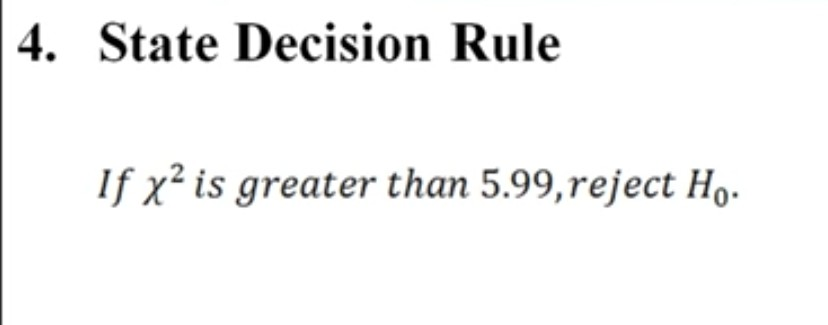 4. State Decision Rule
If χ² is greater than 5.99,reject H₀.